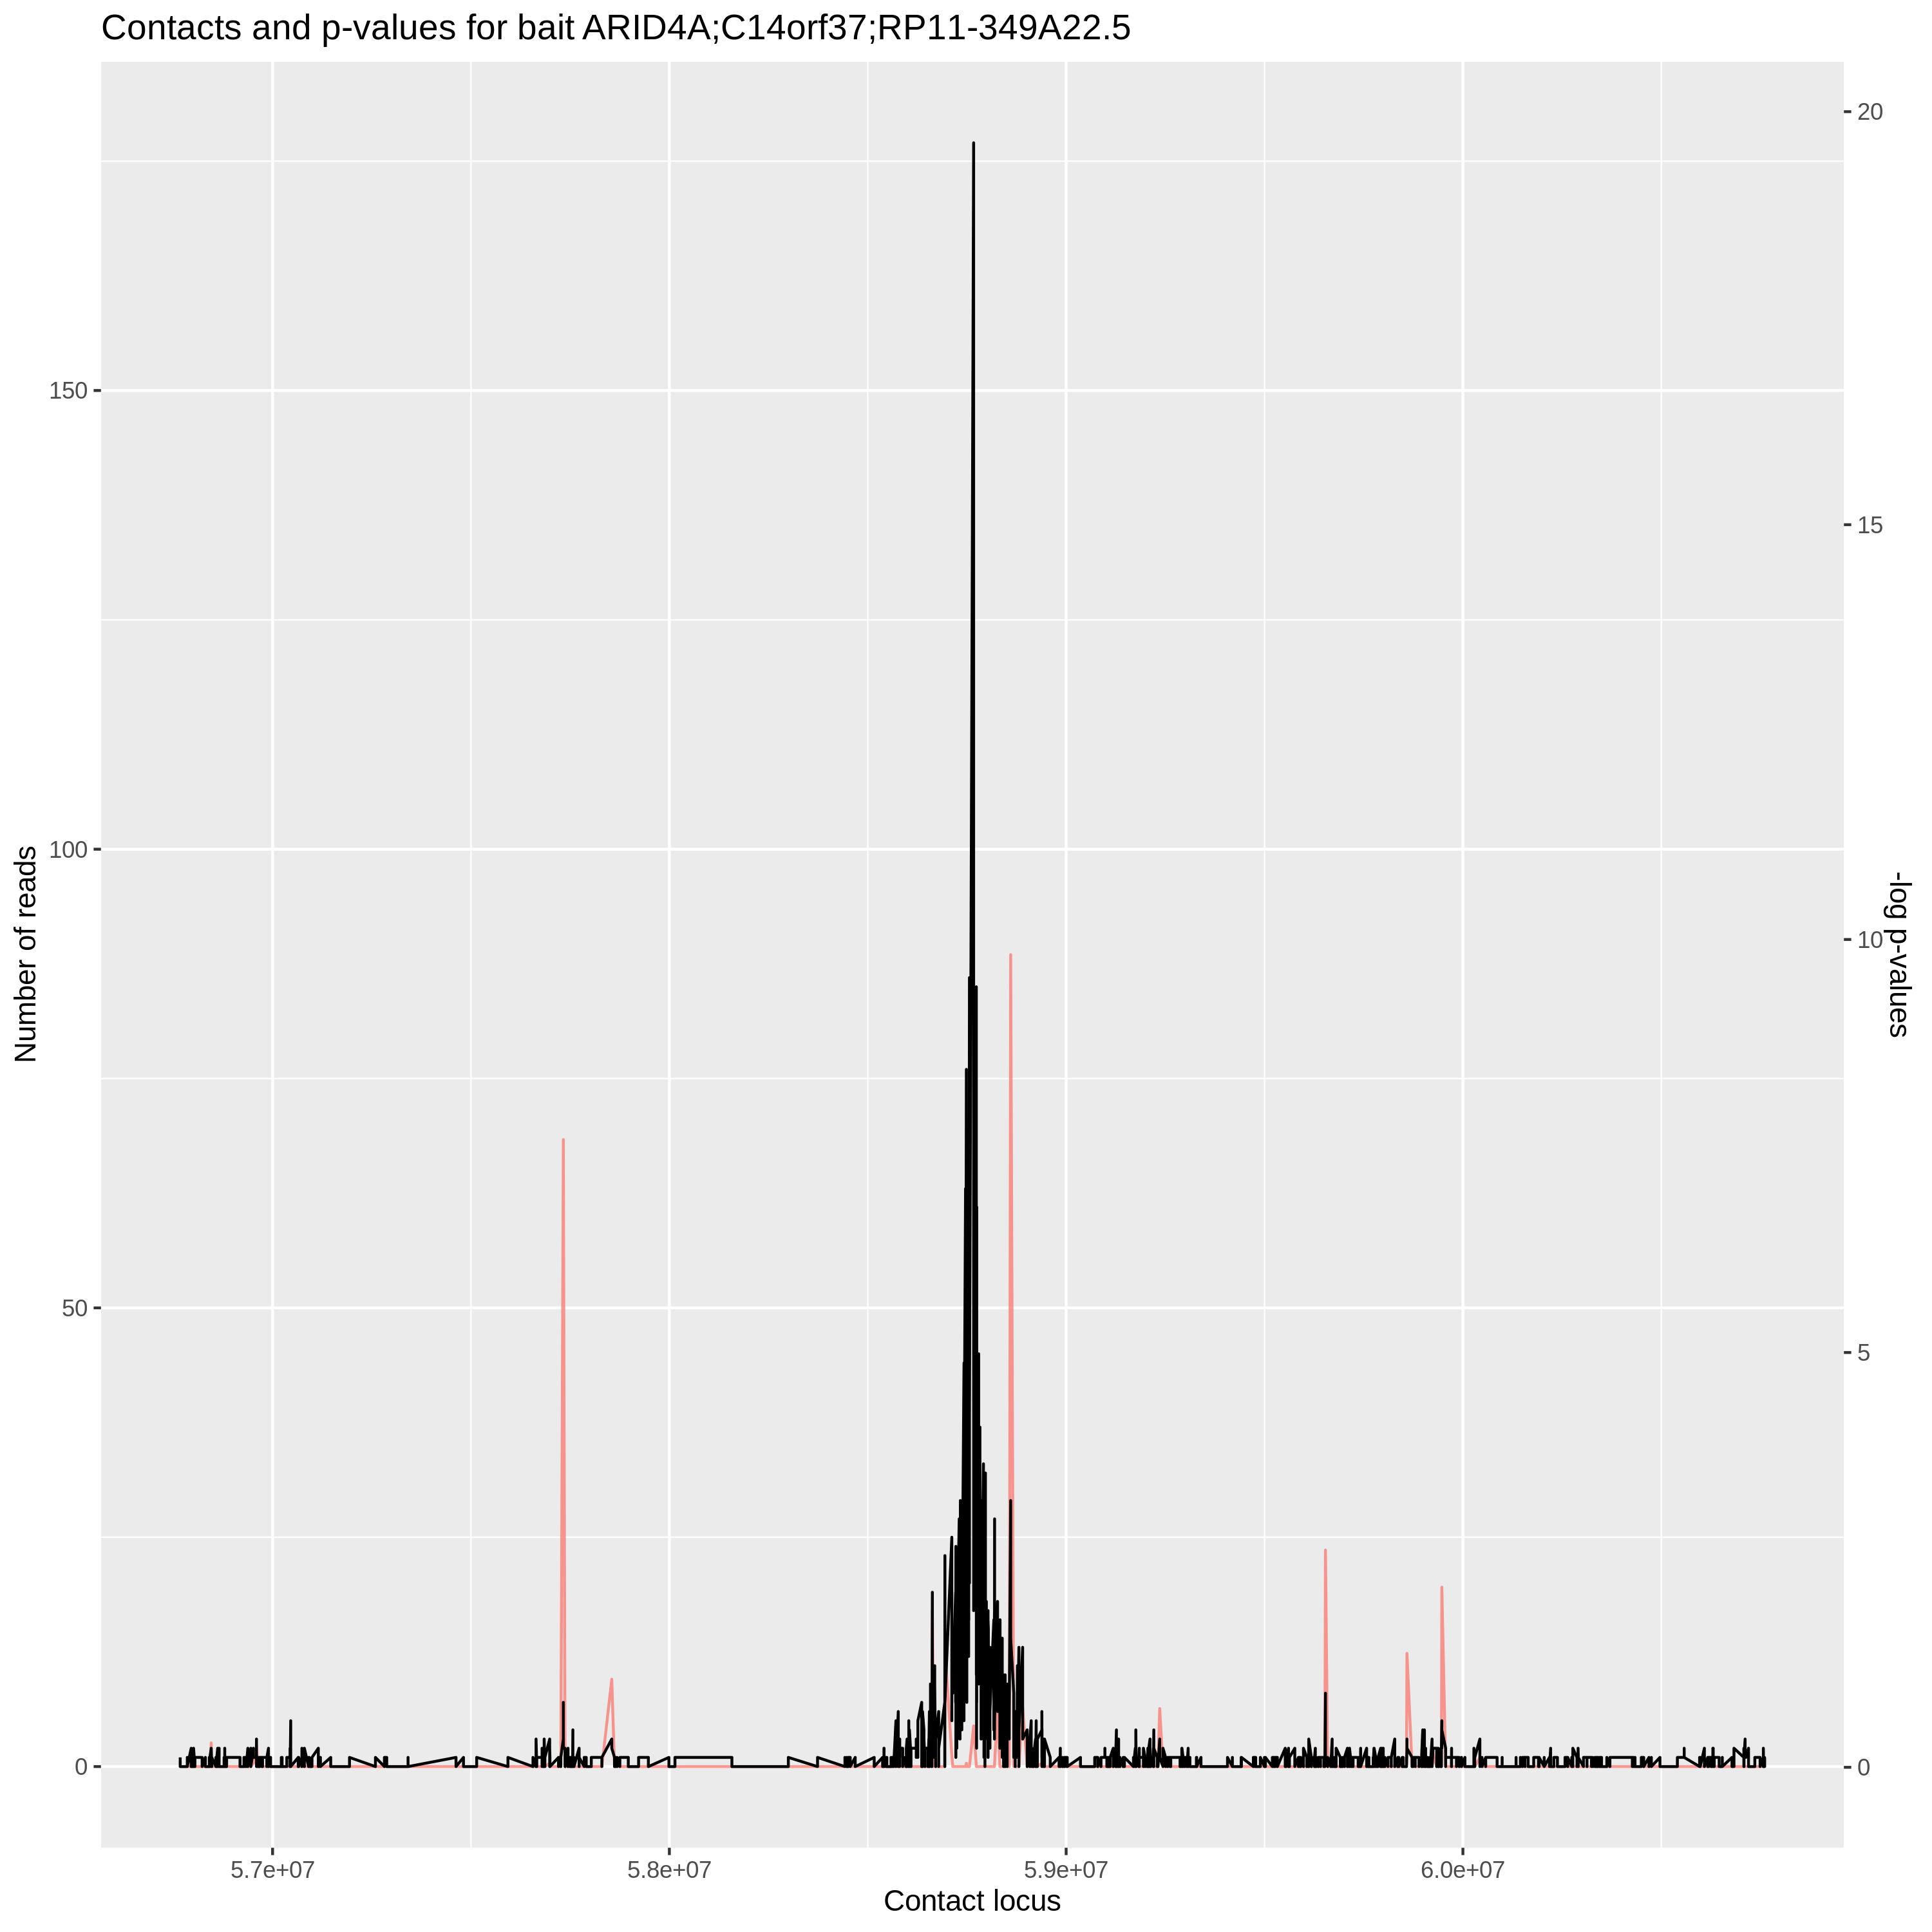 Contacts and p-values for bait ARID4A;C14orf37;RP11-349A22.5
Number of reads
150
100
50
0
20
15
10
5
0
-log p-values
5.7e+07 5.8e+07 5.9e+07 6.0e+07
Contact locus